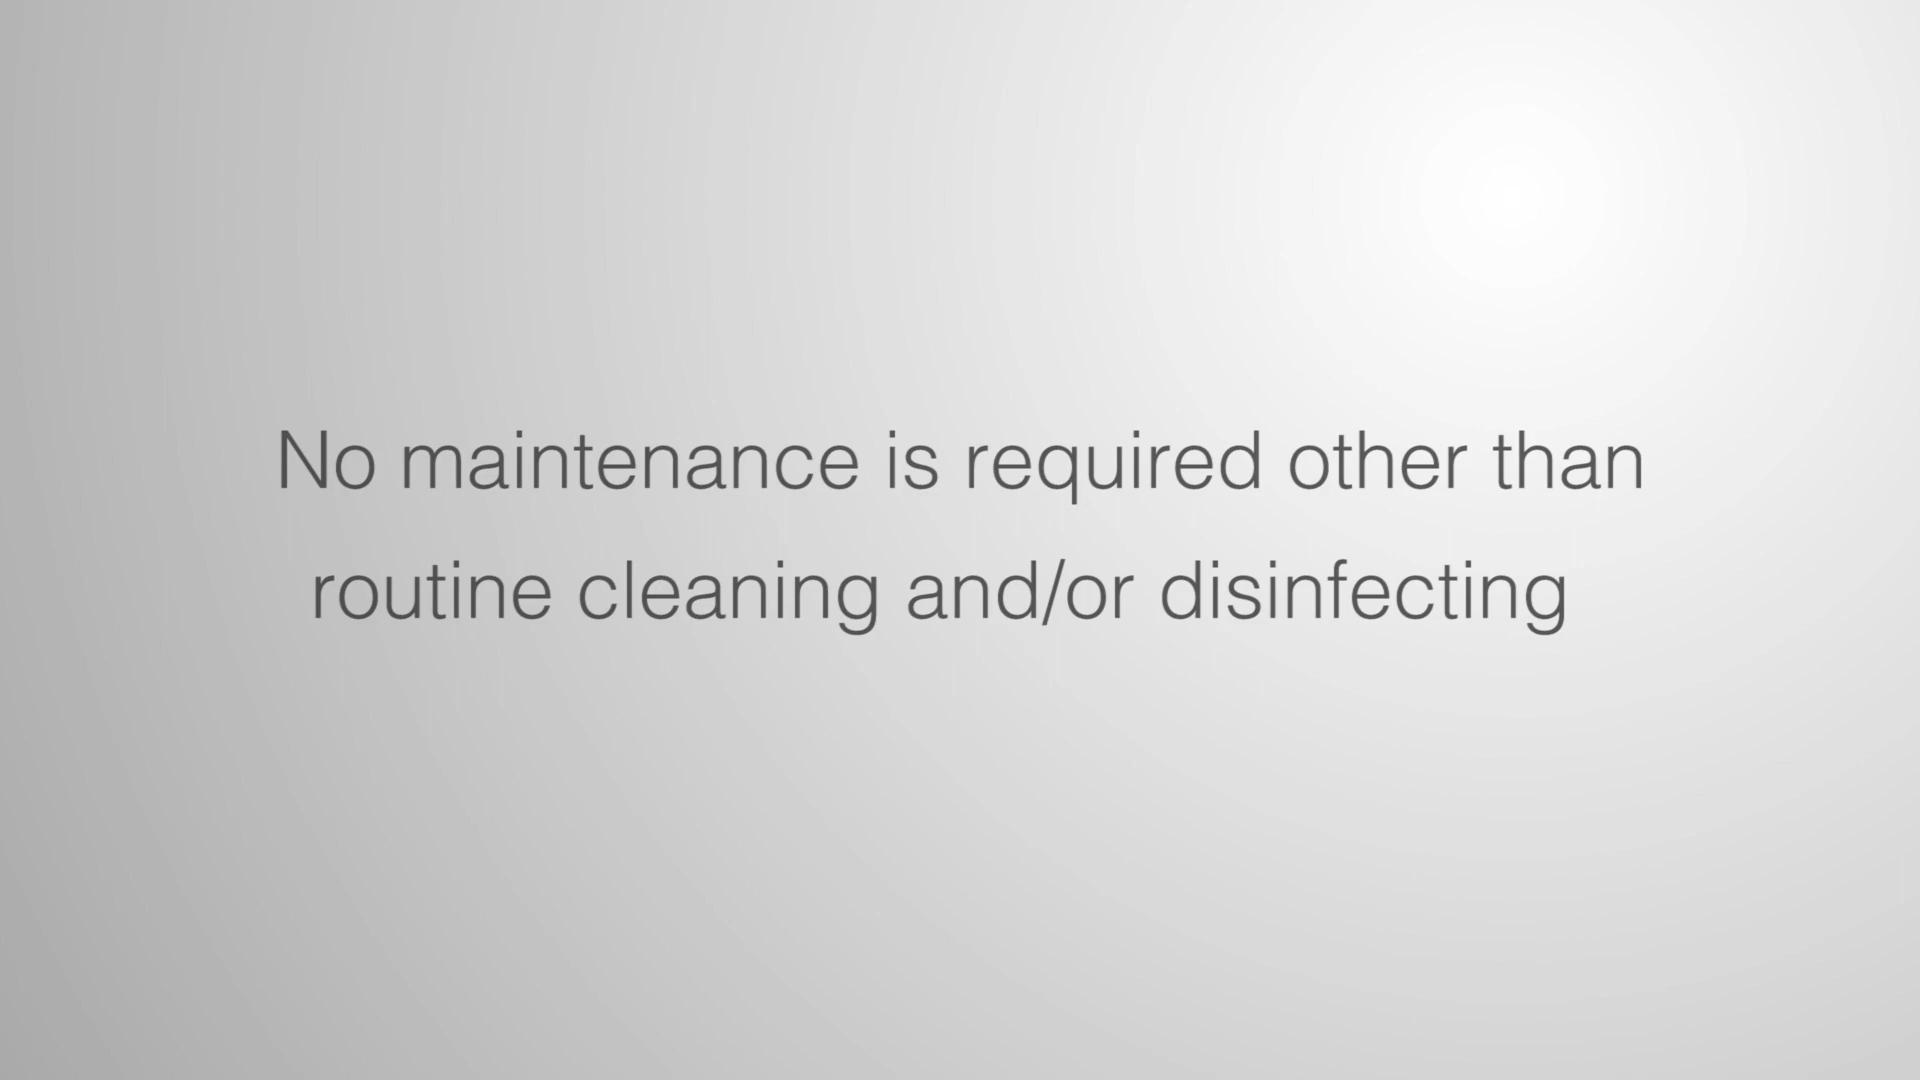 No maintenance is required other than
routine cleaning and/or disinfecting